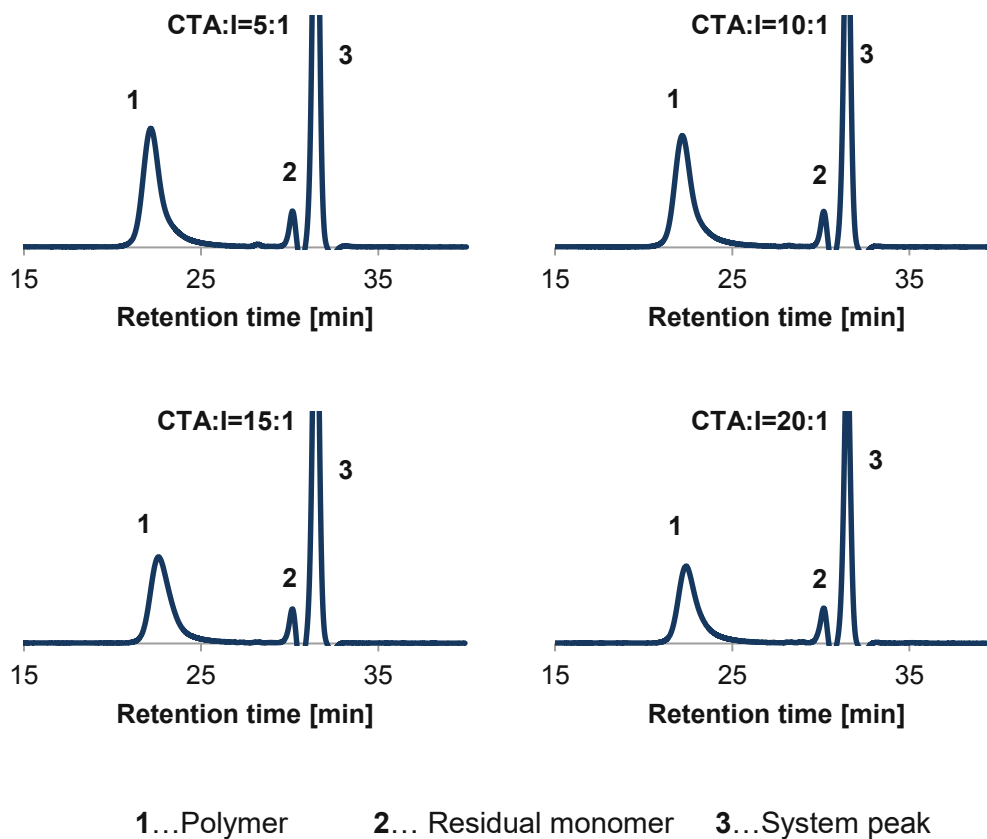 CTA:I=5:1
1
2
3
15 25 35
Retention time [min]
CTA:I=10:1
1
2
3
15 25 35
Retention time [min]
CTA:I=15:1
1
2
3
15 25 35
Retention time [min]
CTA:I=20:1
1
2
3
15 25 35
Retention time [min]
1…Polymer 2… Residual monomer 3…System peak